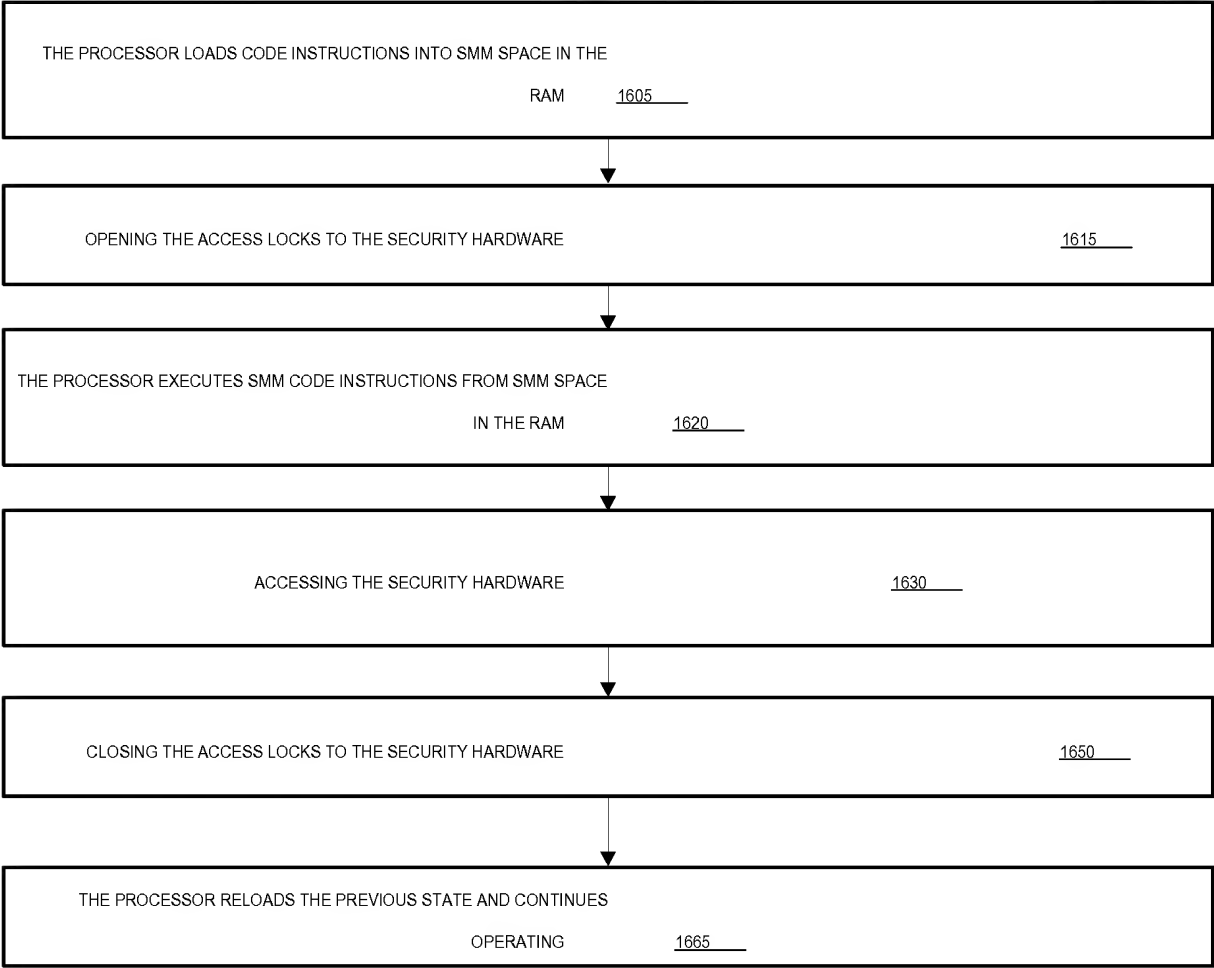 THE PROCESSOR LOADS CODE INSTRUCTIONS INTO SMM SPACE IN THE
RAM 1605
OPENING THE ACCESS LOCKS TO THE SECURITY HARDWARE 1615
THE PROCESSOR EXECUTES SMM CODE INSTRUCTIONS FROM SMM SPACE
IN THE RAM 1620
ACCESSING THE SECURITY HARDWARE 1630
CLOSING THE ACCESS LOCKS TO THE SECURITY HARDWARE 1650
THE PROCESSOR RELOADS THE PREVIOUS STATE AND CONTINUES
OPERATING 1665